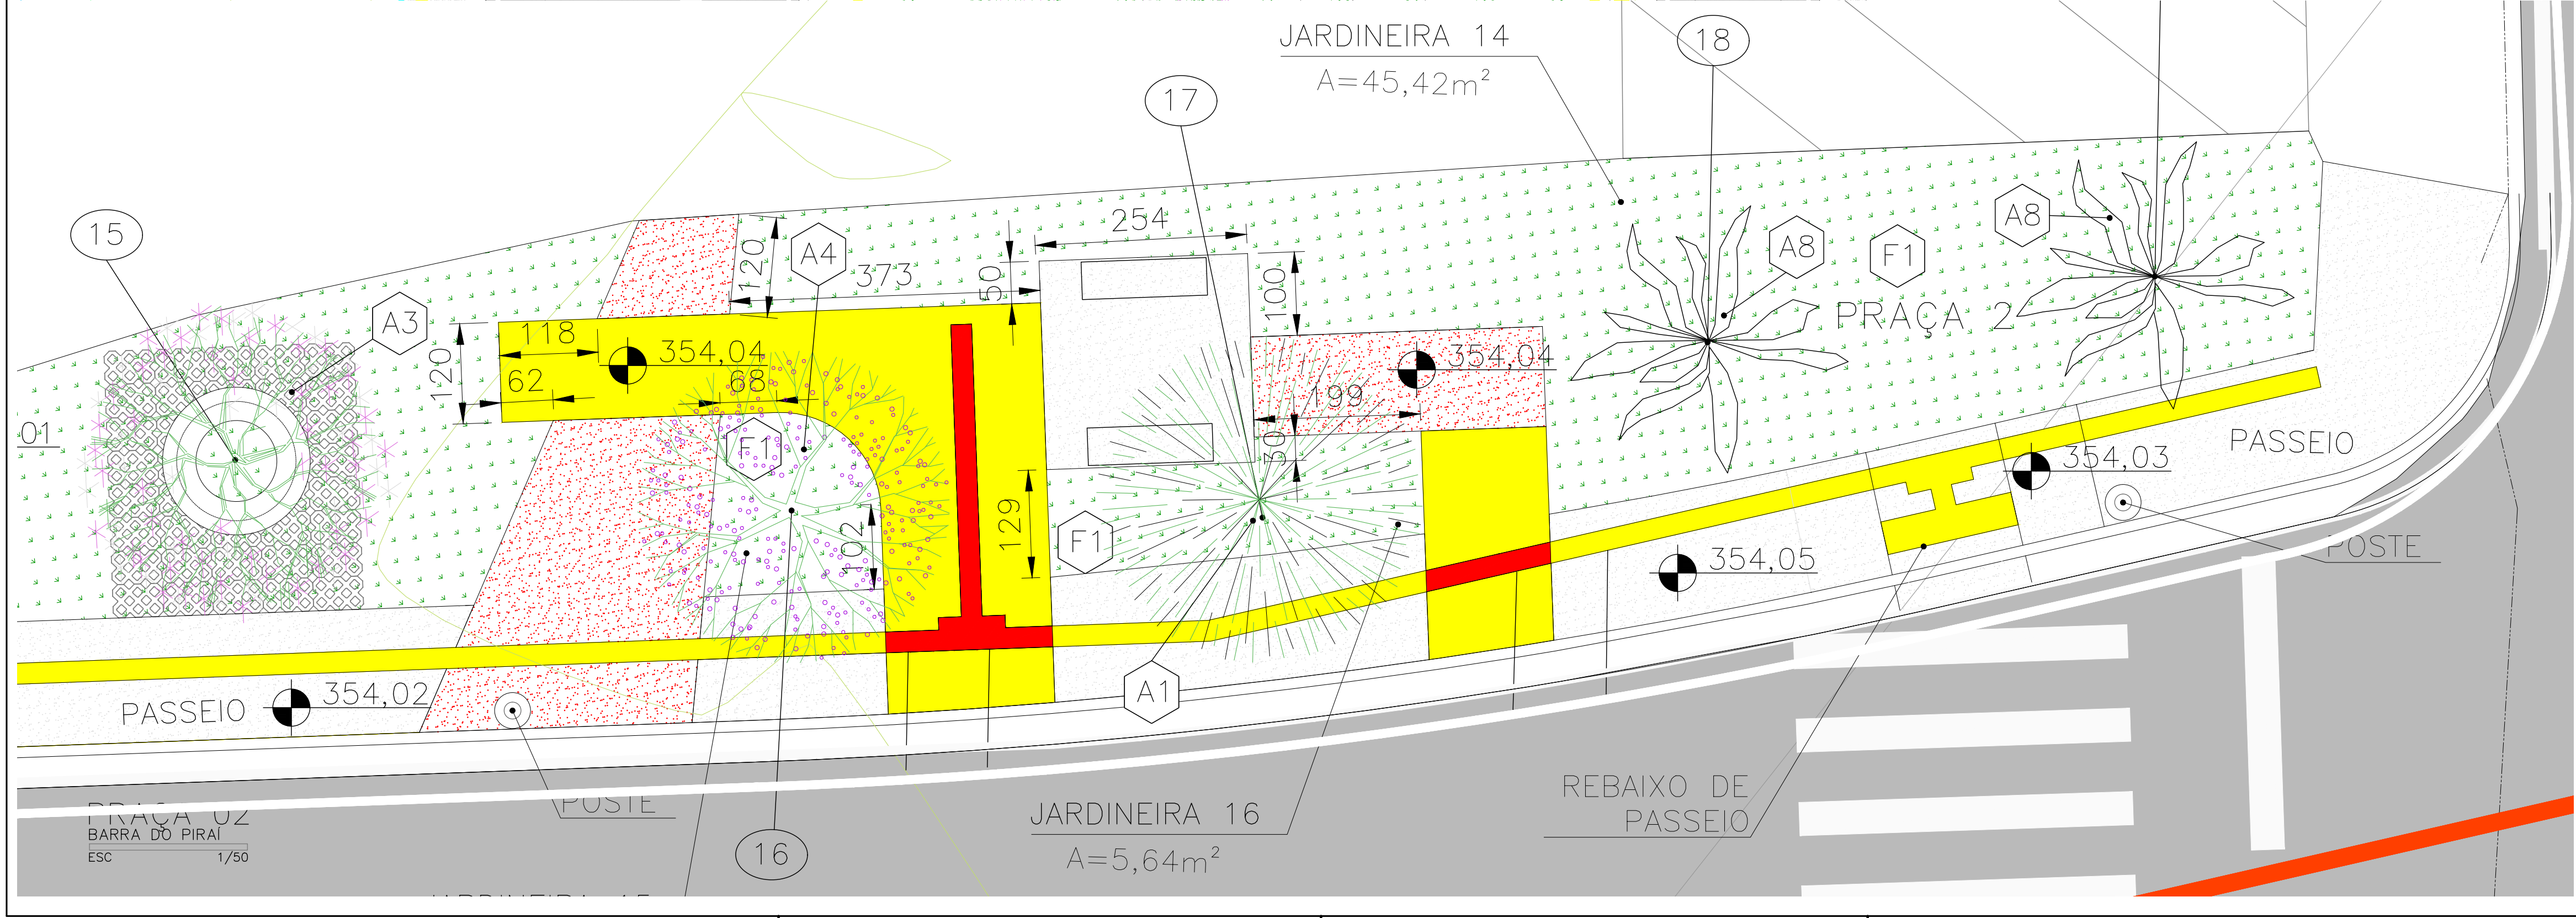 JARDINEIRA 14
A=45,42m²
18
17
15
A3
A4
A8
F1
A8
254
120
373
50
100
PRAÇA 2
118
354,04
62
68
120
354,04
199
30
F1
01
129
102
F1
354,03
PASSEIO
354,05
POSTE
PASSEIO
354,02
A1
PRAÇA 02
BARRA DO PIRAÍ
ESC 1/50
POSTE
16
JARDINEIRA 16
A=5,64m²
REBAIXO DE
PASSEIO